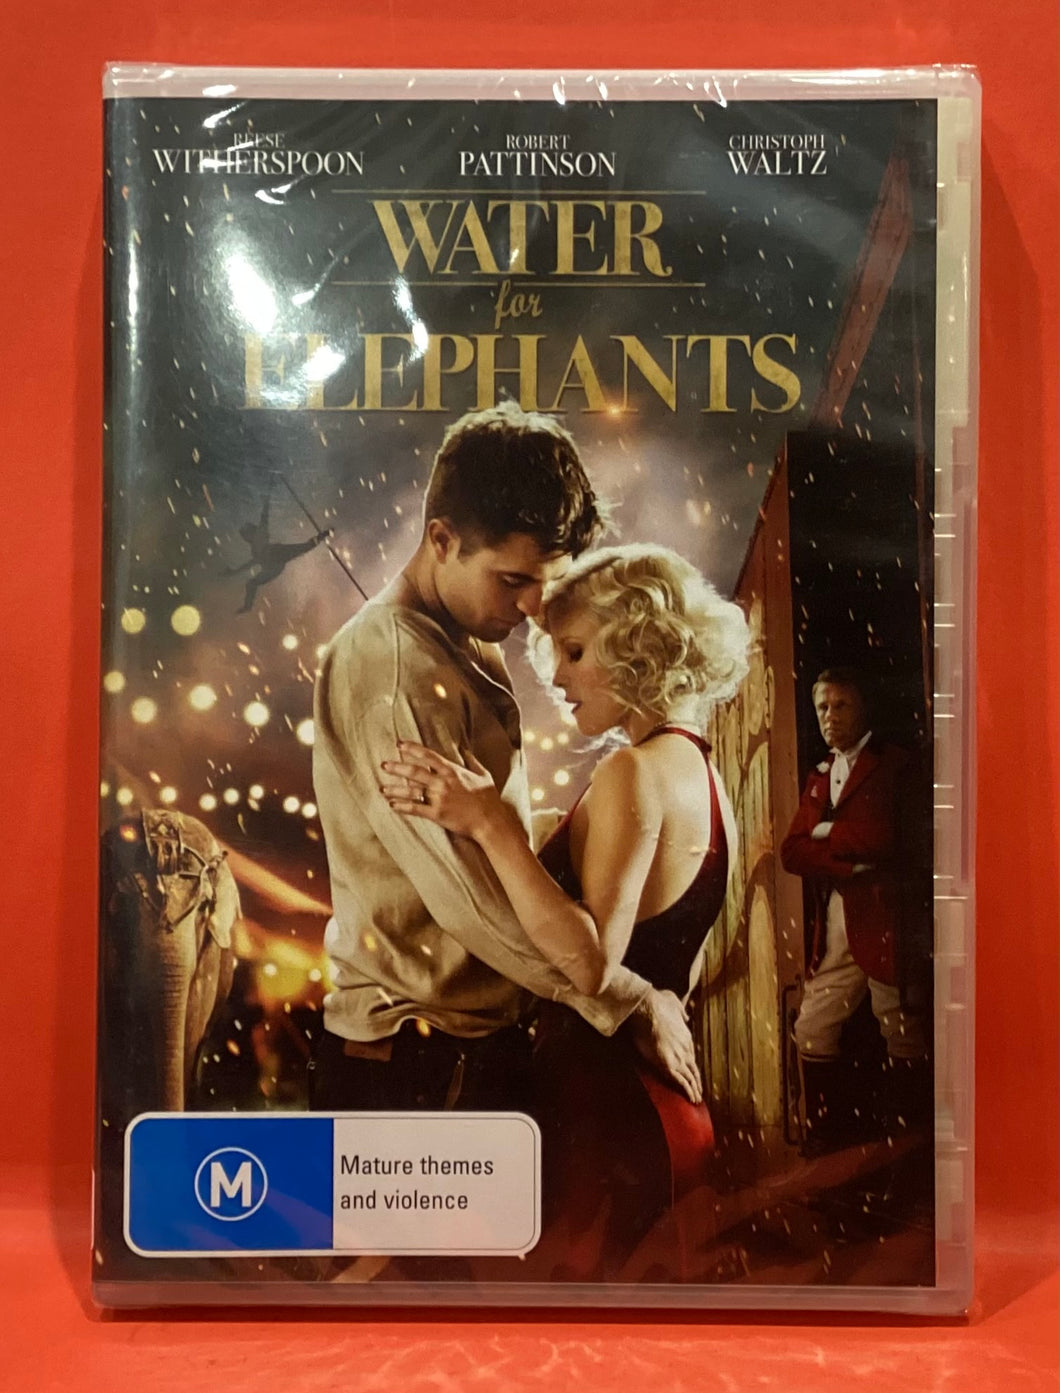 REESE
WITHERSPOON
ROBERT
PATTINSON
CHRISTOPH
WALTZ
WATER
for
ELEPHANTS
M
Mature themes
and violence